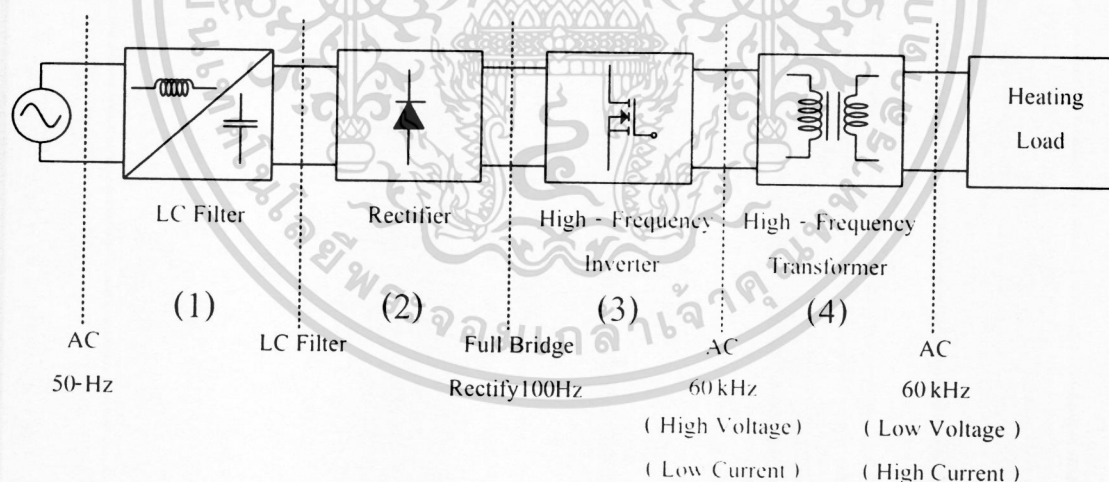 Heating
Load
LC Filter
Rectifier
High - Frequency
Inverter
High - Frequency
Transformer
(1)
(2)
(3)
(4)
AC
50-Hz
LC Filter
Full Bridge
Rectify100Hz
AC
60 kHz
( High Voltage )
( Low Current )
AC
60 kHz
( Low Voltage )
( High Current )